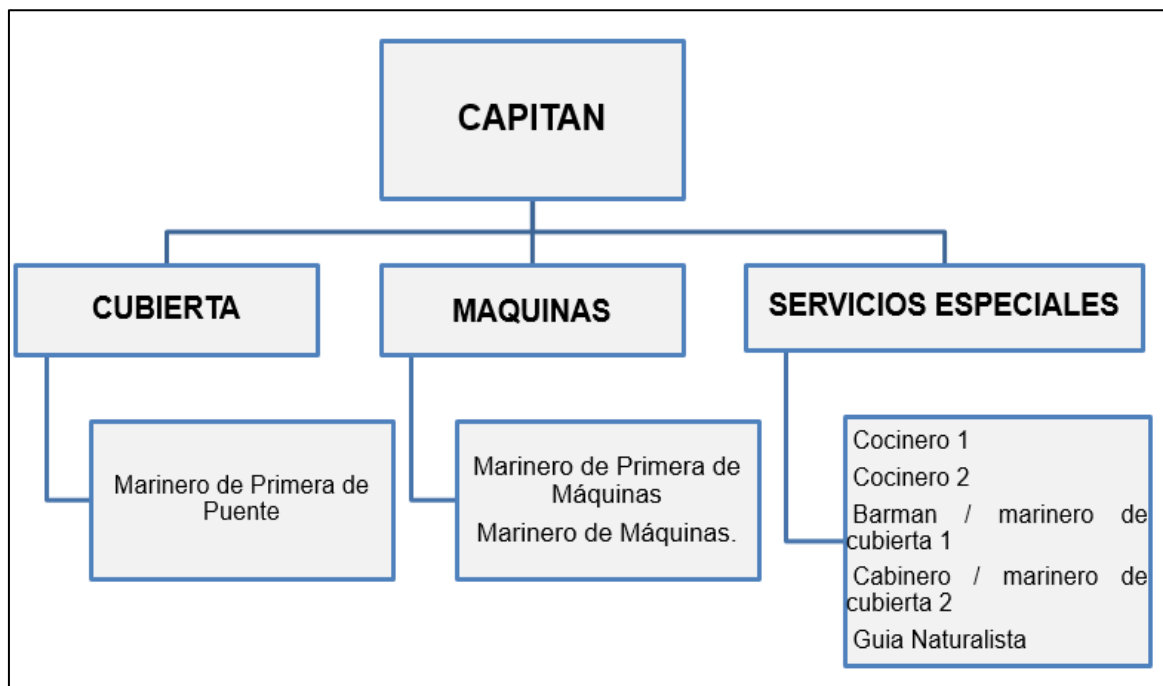 CAPITAN
CUBIERTA
MAQUINAS
SERVICIOS ESPECIALES
Marinero de Primera de
Puente
Marinero de Primera de
Máquinas
Marinero de Máquinas.
Cocinero 1
Cocinero 2
Barman / marinero de
cubierta 1
Cabinero / marinero de
cubierta 2
Guia Naturalista